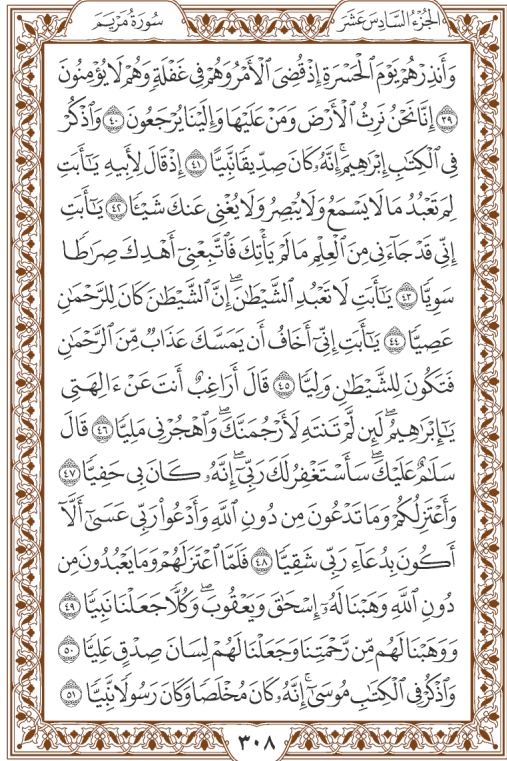 الجُزْءُ السَّادِسَ عَشَرَ
سُورَةُ مَرْيَمَ
وَأَنذِرْهُمْ يَوْمَ ٱلْحَسْرَةِ إِذْ قُضِىَ ٱلْأَمْرُ وَهُمْ فِى غَفْلَةٍ وَهُمْ لَا يُؤْمِنُونَ
٣٩ إِنَّا نَحْنُ نَرِثُ ٱلْأَرْضَ وَمَنْ عَلَيْهَا وَإِلَيْنَا يُرْجَعُونَ ٤٠ وَٱذْكُرْ
فِى ٱلْكِتَٰبِ إِبْرَٰهِيمَ ۚ إِنَّهُۥ كَانَ صِدِّيقًا نَّبِيًّا ٤١ إِذْ قَالَ لِأَبِيهِ يَٰٓأَبَتِ
لِمَ تَعْبُدُ مَا لَا يَسْمَعُ وَلَا يُبْصِرُ وَلَا يُغْنِى عَنكَ شَيْـًٔا ٤٢ يَٰٓأَبَتِ
إِنِّى قَدْ جَآءَنِى مِنَ ٱلْعِلْمِ مَا لَمْ يَأْتِكَ فَٱتَّبِعْنِىٓ أَهْدِكَ صِرَٰطًا
سَوِيًّا ٤٣ يَٰٓأَبَتِ لَا تَعْبُدِ ٱلشَّيْطَٰنَ ۖ إِنَّ ٱلشَّيْطَٰنَ كَانَ لِلرَّحْمَٰنِ
عَصِيًّا ٤٤ يَٰٓأَبَتِ إِنِّىٓ أَخَافُ أَن يَمَسَّكَ عَذَابٌ مِّنَ ٱلرَّحْمَٰنِ
فَتَكُونَ لِلشَّيْطَٰنِ وَلِيًّا ٤٥ قَالَ أَرَاغِبٌ أَنتَ عَنْ ءَالِهَتِى
يَٰٓإِبْرَٰهِيمُ ۖ لَئِن لَّمْ تَنتَهِ لَأَرْجُمَنَّكَ ۖ وَٱهْجُرْنِى مَلِيًّا ٤٦ قَالَ
سَلَٰمٌ عَلَيْكَ ۖ سَأَسْتَغْفِرُ لَكَ رَبِّىٓ ۖ إِنَّهُۥ كَانَ بِى حَفِيًّا ٤٧
وَأَعْتَزِلُكُمْ وَمَا تَدْعُونَ مِن دُونِ ٱللَّهِ وَأَدْعُوا۟ رَبِّى عَسَىٰٓ أَلَّآ
أَكُونَ بِدُعَآءِ رَبِّى شَقِيًّا ٤٨ فَلَمَّا ٱعْتَزَلَهُمْ وَمَا يَعْبُدُونَ مِن
دُونِ ٱللَّهِ وَهَبْنَا لَهُۥٓ إِسْحَٰقَ وَيَعْقُوبَ ۖ وَكُلًّا جَعَلْنَا نَبِيًّا ٤٩
وَوَهَبْنَا لَهُم مِّن رَّحْمَتِنَا وَجَعَلْنَا لَهُمْ لِسَانَ صِدْقٍ عَلِيًّا ٥٠
وَٱذْكُرْ فِى ٱلْكِتَٰبِ مُوسَىٰٓ ۚ إِنَّهُۥ كَانَ مُخْلَصًا وَكَانَ رَسُولًا نَّبِيًّا ٥١
٣٠٨